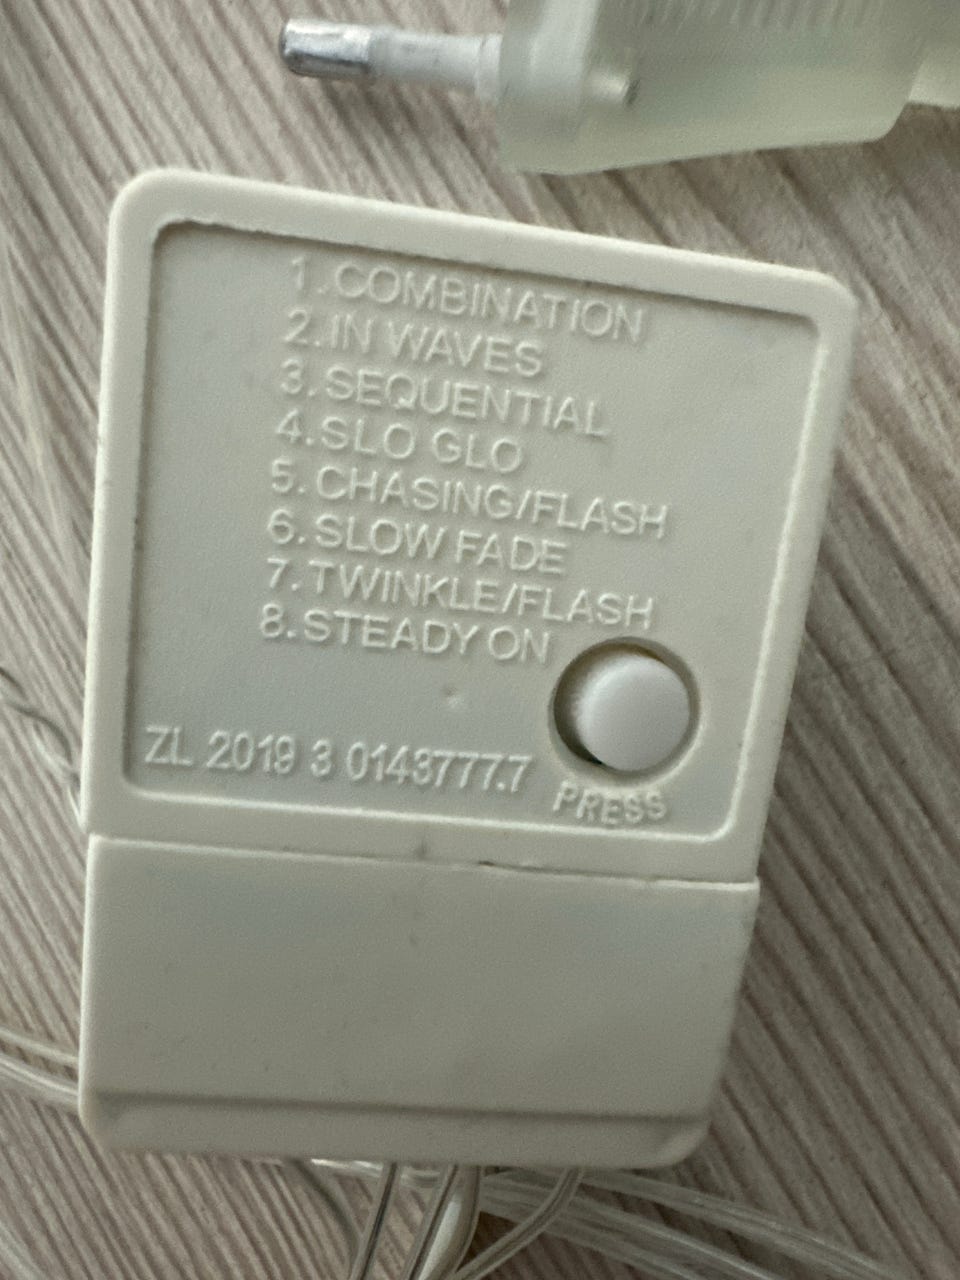 1.COMBINATION
2.IN WAVES
3.SEQUENTIAL
4.SLO GLO
5.CHASING/FLASH
6.SLOW FADE
7.TWINKLE/FLASH
8.STEADY ON
ZL 2019 3 0143777.7
PRESS